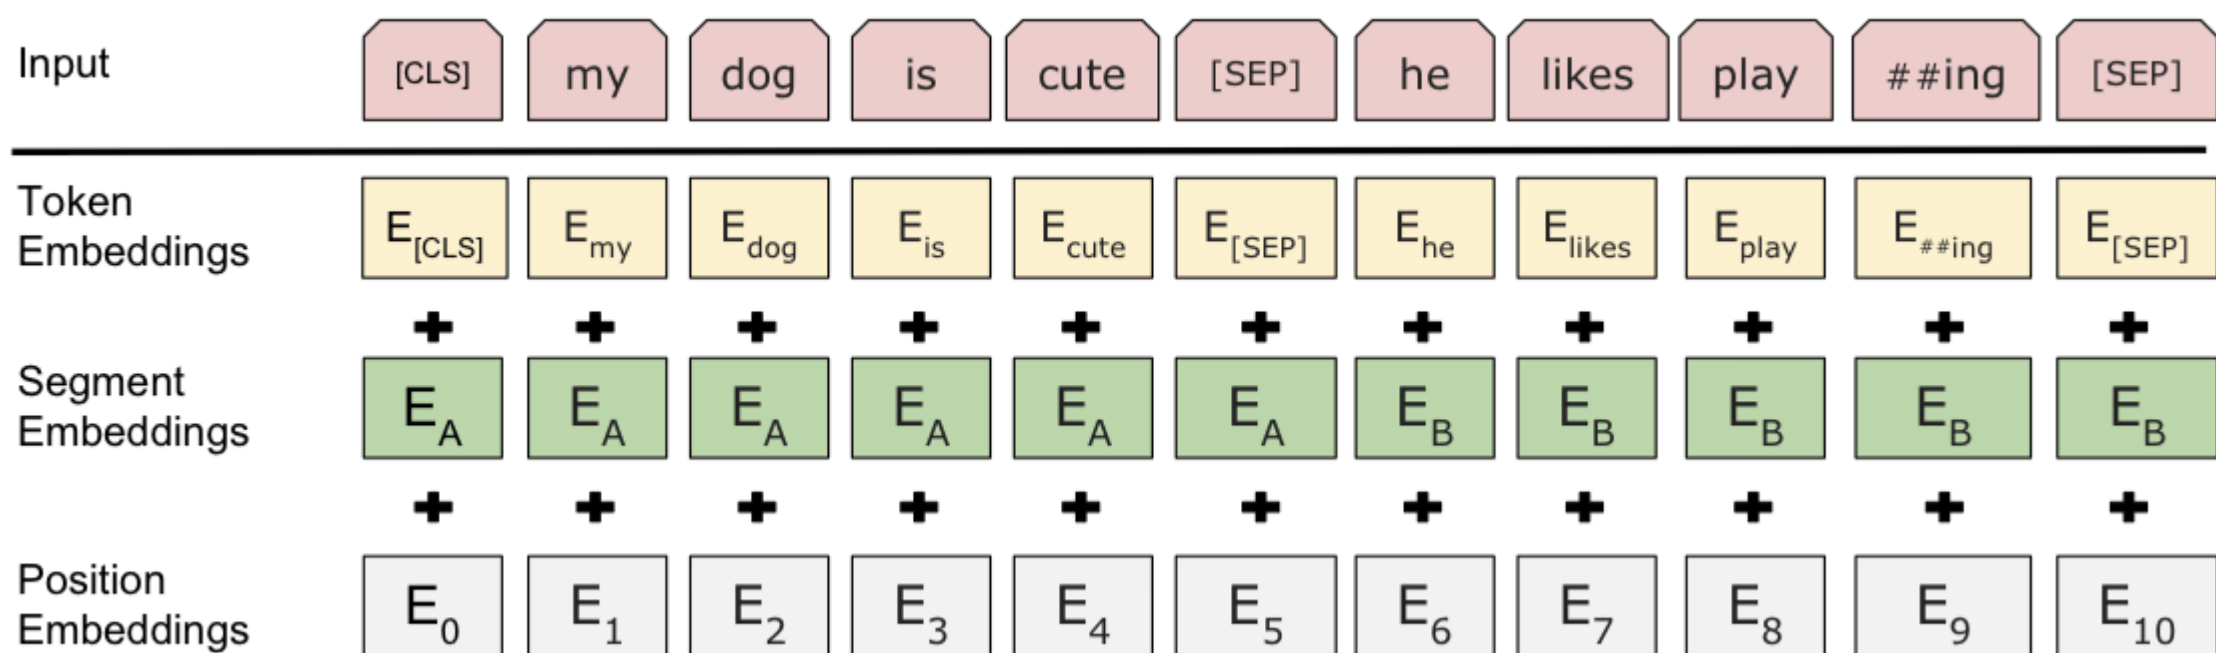 Input [CLS] my dog is cute [SEP] he likes play ##ing [SEP]
Token Embeddings E[CLS] Emy Edog Eis Ecute E[SEP] Ehe Elikes Eplay E##ing E[SEP]
+ + + + + + + + + + +
Segment Embeddings EA EA EA EA EA EA EB EB EB EB EB
+ + + + + + + + + + +
Position Embeddings E0 E1 E2 E3 E4 E5 E6 E7 E8 E9 E10